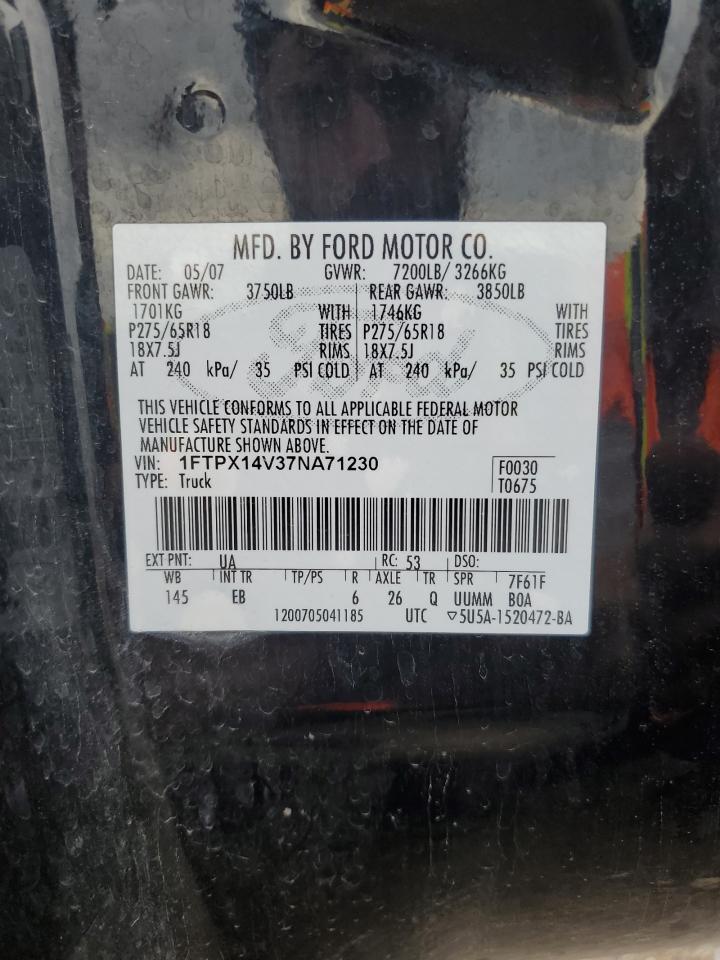 MFD. BY FORD MOTOR CO.
DATE: 05/07 GVWR: 7200LB/ 3266KG
FRONT GAWR: 3750LB REAR GAWR: 3850LB
1701KG WITH 1746KG WITH
P275/65R18 TIRES P275/65R18 TIRES
18X7.5J RIMS 18X7.5J RIMS
AT 240 kPa/ 35 PSI COLD AT 240 kPa/ 35 PSI COLD
Ford
THIS VEHICLE CONFORMS TO ALL APPLICABLE FEDERAL MOTOR
VEHICLE SAFETY STANDARDS IN EFFECT ON THE DATE OF
MANUFACTURE SHOWN ABOVE.
VIN: 1FTPX14V37NA71230 F0030
TYPE: Truck T0675
EXT PNT: UA RC: 53 DSO:
WB INT TR TP/PS R AXLE TR SPR 7F61F
145 EB 6 26 Q UUMM BOA
1200705041185 UTC ▽5U5A-1520472-BA